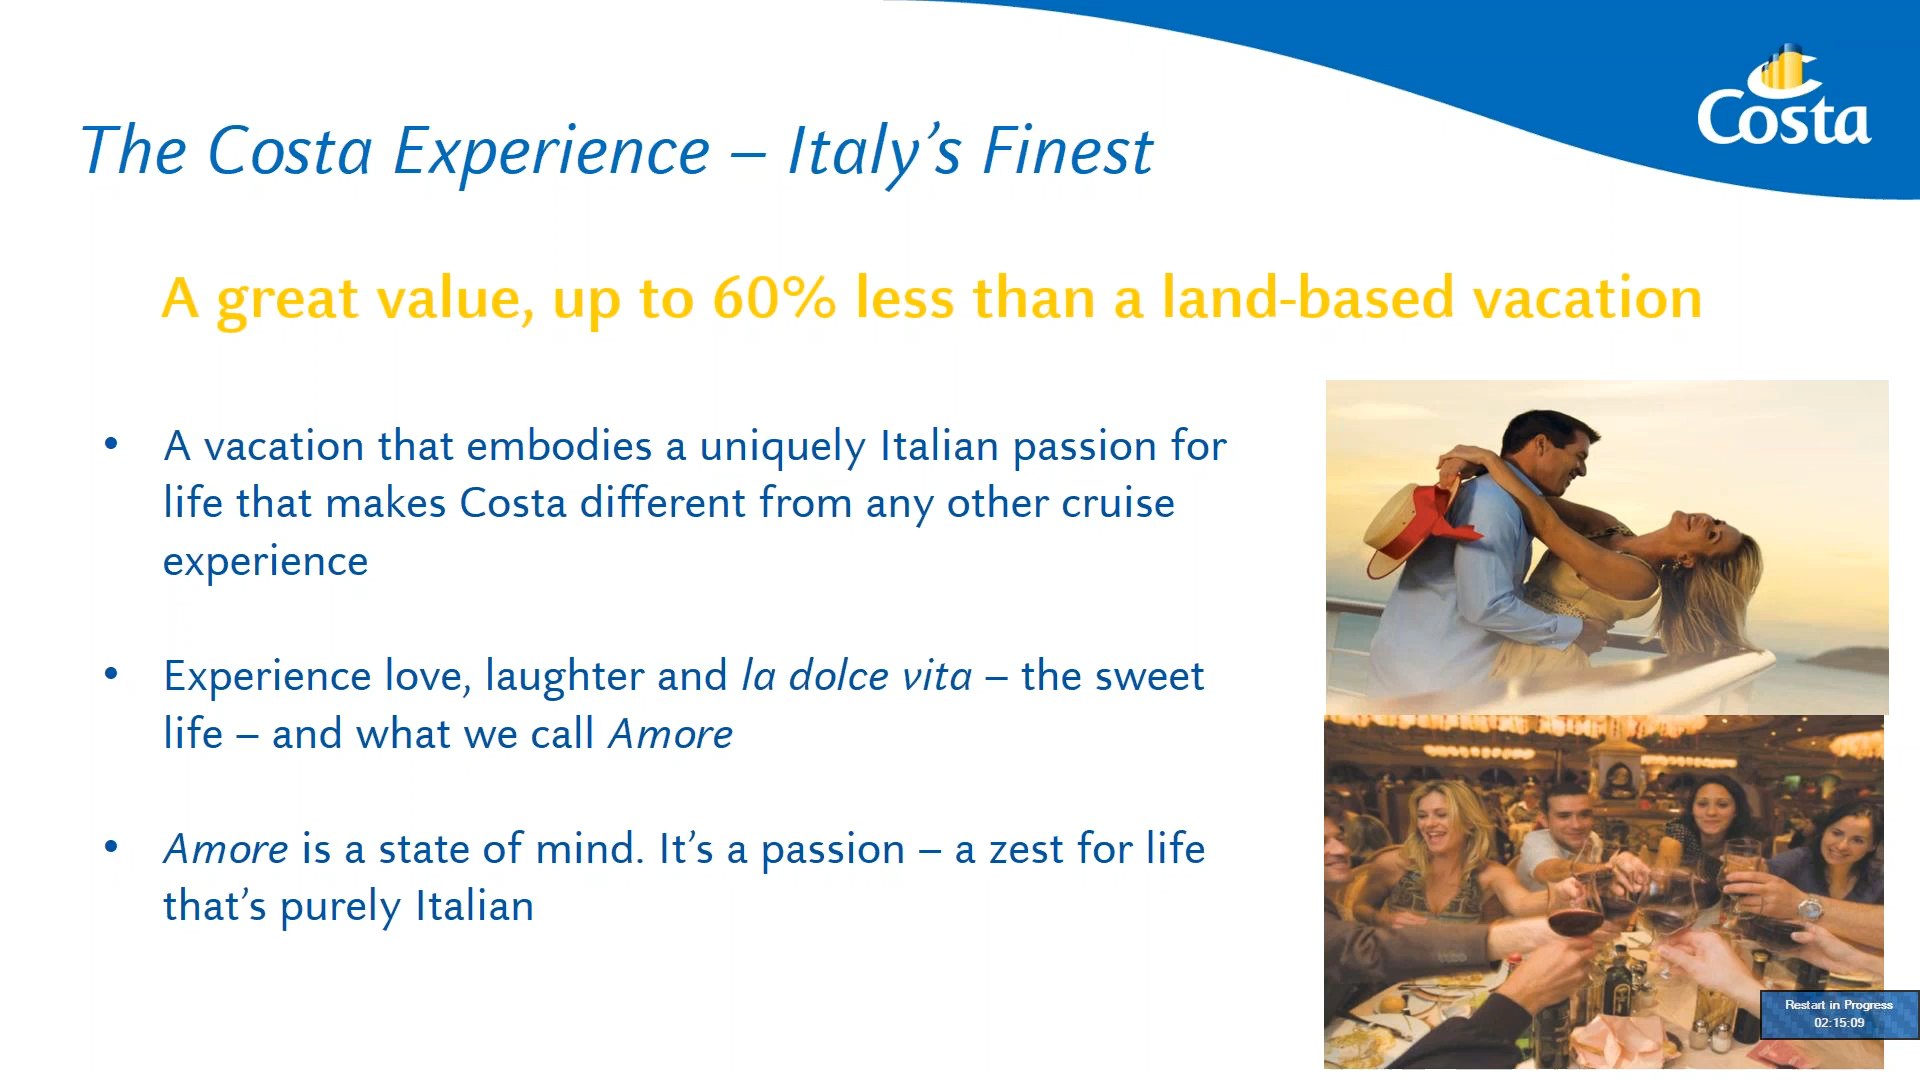 Costa
The Costa Experience – Italy’s Finest
A great value, up to 60% less than a land-based vacation
• A vacation that embodies a uniquely Italian passion for
life that makes Costa different from any other cruise
experience
• Experience love, laughter and la dolce vita – the sweet
life – and what we call Amore
• Amore is a state of mind. It’s a passion – a zest for life
that’s purely Italian
Restart in Progress
02:15:09